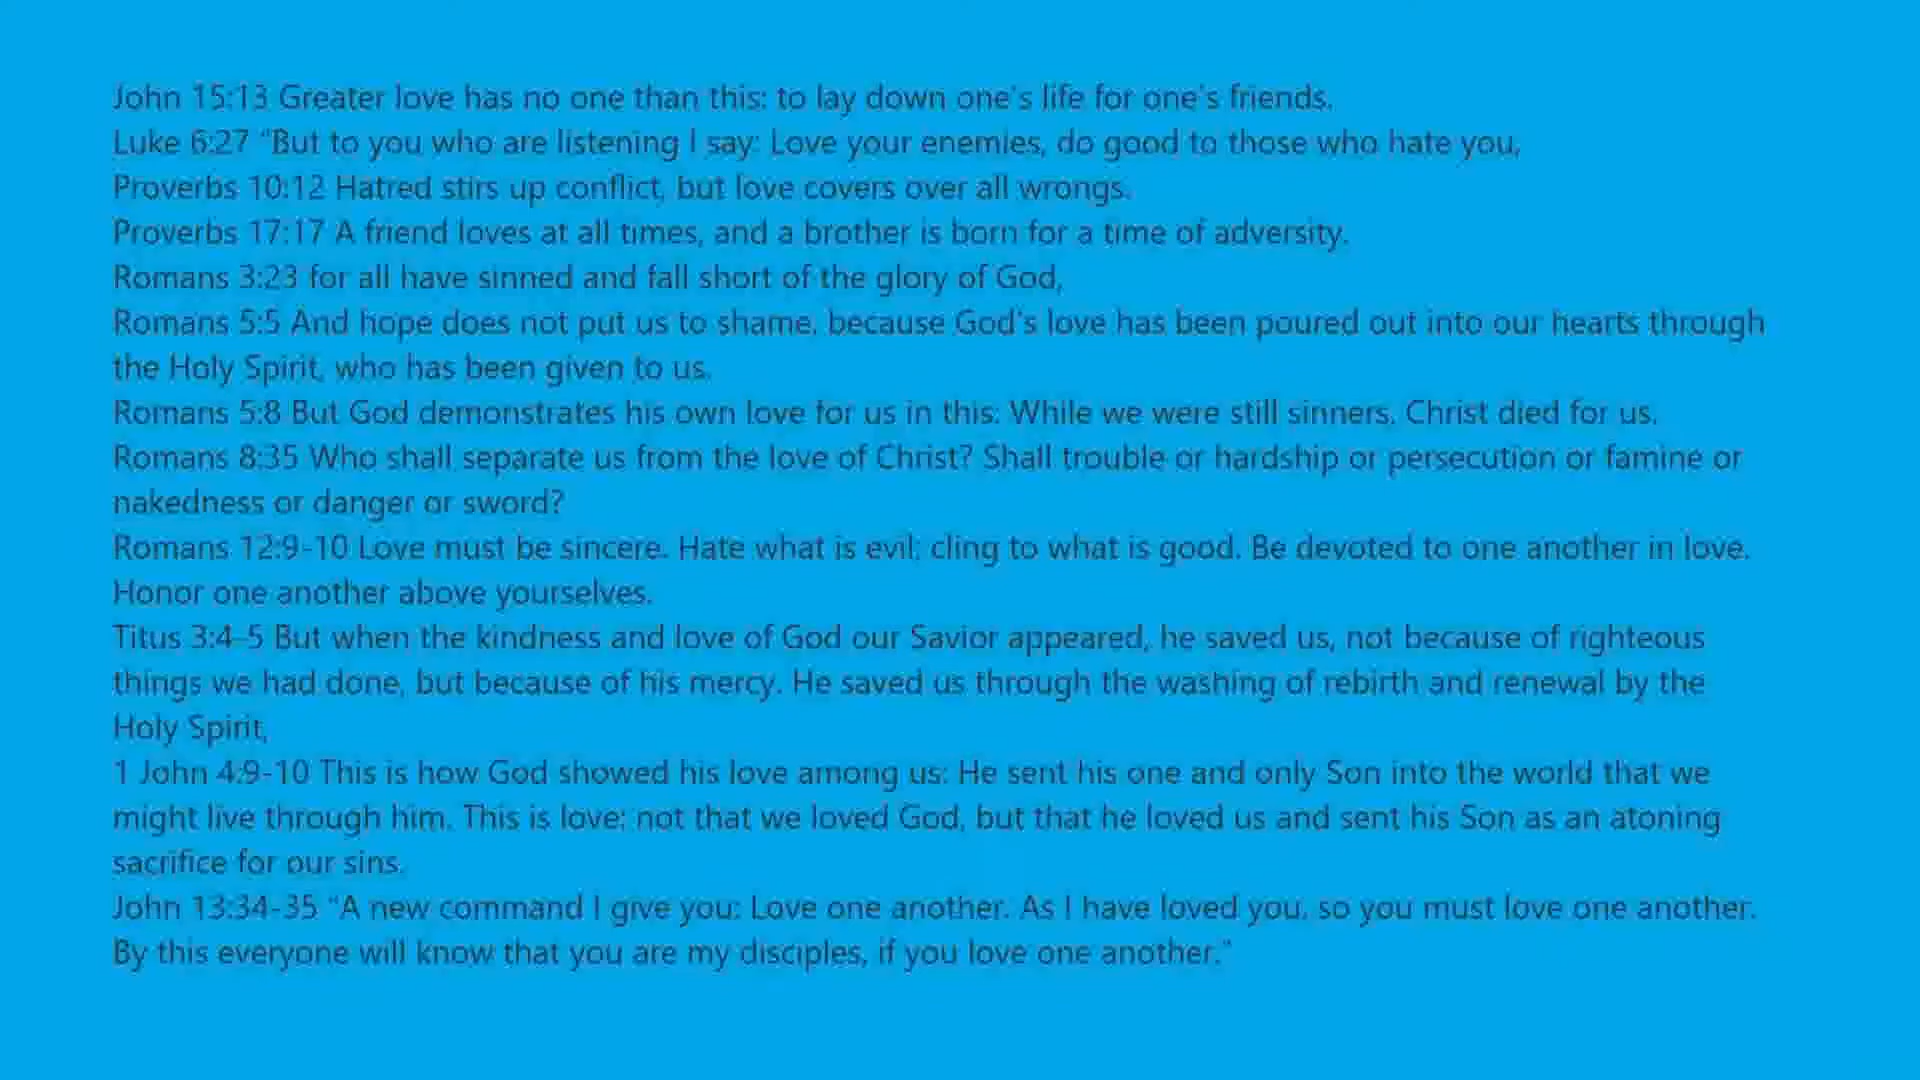 John 15:13 Greater love has no one than this: to lay down one's life for one's friends.
Luke 6:27 "But to you who are listening I say: Love your enemies, do good to those who hate you,
Proverbs 10:12 Hatred stirs up conflict, but love covers over all wrongs.
Proverbs 17:17 A friend loves at all times, and a brother is born for a time of adversity.
Romans 3:23 for all have sinned and fall short of the glory of God,
Romans 5:5 And hope does not put us to shame, because God's love has been poured out into our hearts through
the Holy Spirit, who has been given to us.
Romans 5:8 But God demonstrates his own love for us in this: While we were still sinners, Christ died for us.
Romans 8:35 Who shall separate us from the love of Christ? Shall trouble or hardship or persecution or famine or
nakedness or danger or sword?
Romans 12:9-10 Love must be sincere. Hate what is evil; cling to what is good. Be devoted to one another in love.
Honor one another above yourselves.
Titus 3:4-5 But when the kindness and love of God our Savior appeared, he saved us, not because of righteous
things we had done, but because of his mercy. He saved us through the washing of rebirth and renewal by the
Holy Spirit,
1 John 4:9-10 This is how God showed his love among us: He sent his one and only Son into the world that we
might live through him. This is love: not that we loved God, but that he loved us and sent his Son as an atoning
sacrifice for our sins.
John 13:34-35 "A new command I give you: Love one another. As I have loved you, so you must love one another.
By this everyone will know that you are my disciples, if you love one another."